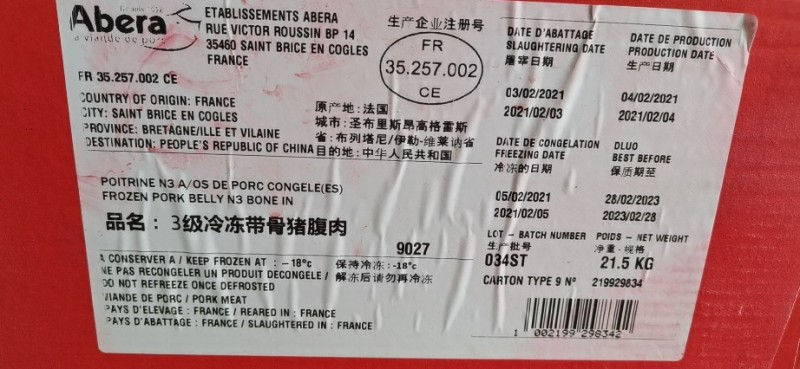 Abera
a viande de porc
ETABLISSEMENTS ABERA
RUE VICTOR ROUSSIN BP 14
35460 SAINT BRICE EN COGLES
FRANCE
生产企业注册号
FR
35.257.002
CE
FR 35.257.002 CE
COUNTRY OF ORIGIN: FRANCE
CITY: SAINT BRICE EN COGLES
PROVINCE: BRETAGNE/ILLE ET VILAINE
DESTINATION: PEOPLE'S REPUBLIC OF CHINA
原产地:法国
城市:圣布里斯昂高格雷斯
省:布列塔尼/伊勒-维莱讷省
目的地:中华人民共和国
DATE D'ABATTAGE
SLAUGHTERING DATE
屠宰日期
03/02/2021
2021/02/03
DATE DE PRODUCTION
PRODUCTION DATE
生产日期
04/02/2021
2021/02/04
DATE DE CONGELATION
FREEZING DATE
冷冻的日期
05/02/2021
2021/02/05
DLUO
BEST BEFORE
保质期至
28/02/2023
2023/02/28
POITRINE N3 A/OS DE PORC CONGELE(ES)
FROZEN PORK BELLY N3 BONE IN
品名:3级冷冻带骨猪腹肉
9027
A CONSERVER A / KEEP FROZEN AT : -18°c 保持冷冻:-18°c
NE PAS RECONGELER UN PRODUIT DECONGELE / 解冻后请勿再冷冻
DO NOT REFREEZE ONCE DEFROSTED
VIANDE DE PORC / PORK MEAT
PAYS D'ELEVAGE : FRANCE / REARED IN : FRANCE
PAYS D'ABATTAGE : FRANCE / SLAUGHTERED IN : FRANCE
LOT - BATCH NUMBER
生产批号
034ST
POIDS - NET WEIGHT
净重-规格
21.5 KG
CARTON TYPE 9 N° 219929834
1 002199 298342